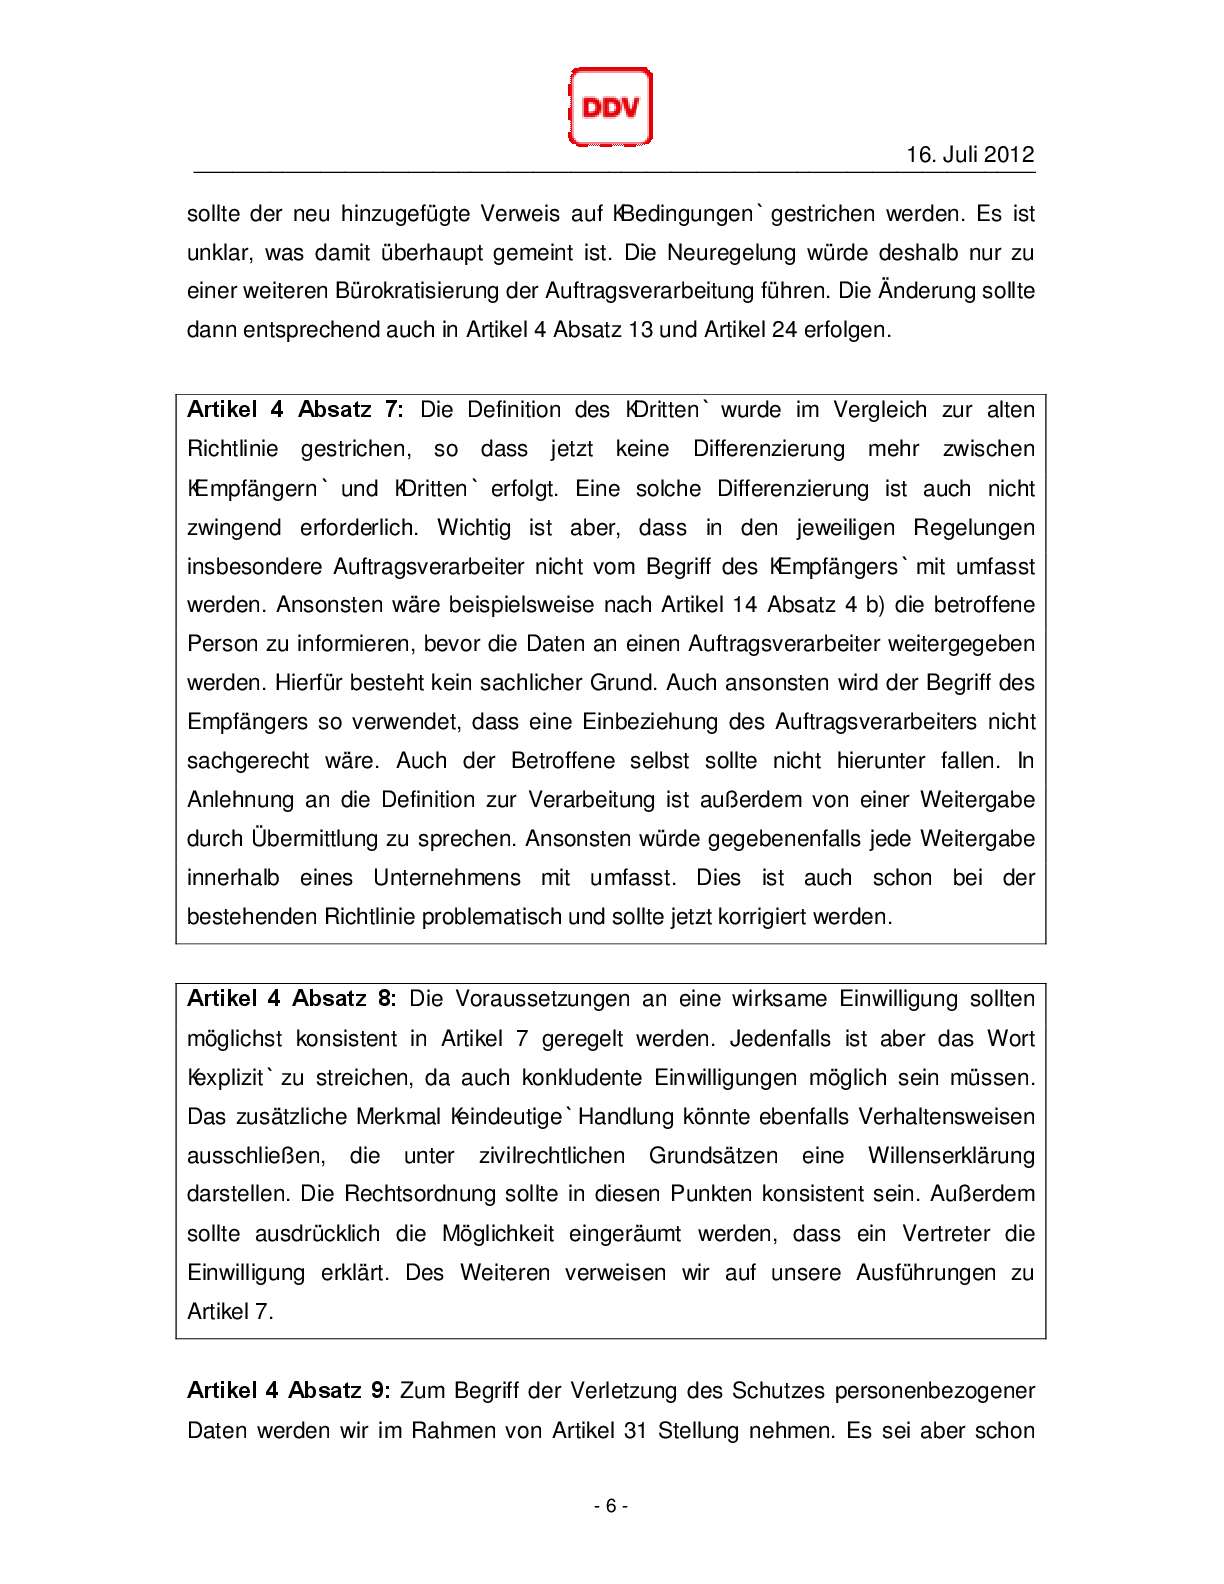 DDV
16. Juli 2012
sollte der neu hinzugefügte Verweis auf KBedingungen` gestrichen werden. Es ist
unklar, was damit überhaupt gemeint ist. Die Neuregelung würde deshalb nur zu
einer weiteren Bürokratisierung der Auftragsverarbeitung führen. Die Änderung sollte
dann entsprechend auch in Artikel 4 Absatz 13 und Artikel 24 erfolgen.
Artikel 4 Absatz 7: Die Definition des KDritten` wurde im Vergleich zur alten
Richtlinie gestrichen, so dass jetzt keine Differenzierung mehr zwischen
KEmpfängern` und KDritten` erfolgt. Eine solche Differenzierung ist auch nicht
zwingend erforderlich. Wichtig ist aber, dass in den jeweiligen Regelungen
insbesondere Auftragsverarbeiter nicht vom Begriff des KEmpfängers` mit umfasst
werden. Ansonsten wäre beispielsweise nach Artikel 14 Absatz 4 b) die betroffene
Person zu informieren, bevor die Daten an einen Auftragsverarbeiter weitergegeben
werden. Hierfür besteht kein sachlicher Grund. Auch ansonsten wird der Begriff des
Empfängers so verwendet, dass eine Einbeziehung des Auftragsverarbeiters nicht
sachgerecht wäre. Auch der Betroffene selbst sollte nicht hierunter fallen. In
Anlehnung an die Definition zur Verarbeitung ist außerdem von einer Weitergabe
durch Übermittlung zu sprechen. Ansonsten würde gegebenenfalls jede Weitergabe
innerhalb eines Unternehmens mit umfasst. Dies ist auch schon bei der
bestehenden Richtlinie problematisch und sollte jetzt korrigiert werden.
Artikel 4 Absatz 8: Die Voraussetzungen an eine wirksame Einwilligung sollten
möglichst konsistent in Artikel 7 geregelt werden. Jedenfalls ist aber das Wort
Kexplizit` zu streichen, da auch konkludente Einwilligungen möglich sein müssen.
Das zusätzliche Merkmal Keindeutige` Handlung könnte ebenfalls Verhaltensweisen
ausschließen, die unter zivilrechtlichen Grundsätzen eine Willenserklärung
darstellen. Die Rechtsordnung sollte in diesen Punkten konsistent sein. Außerdem
sollte ausdrücklich die Möglichkeit eingeräumt werden, dass ein Vertreter die
Einwilligung erklärt. Des Weiteren verweisen wir auf unsere Ausführungen zu
Artikel 7.
Artikel 4 Absatz 9: Zum Begriff der Verletzung des Schutzes personenbezogener
Daten werden wir im Rahmen von Artikel 31 Stellung nehmen. Es sei aber schon
- 6 -